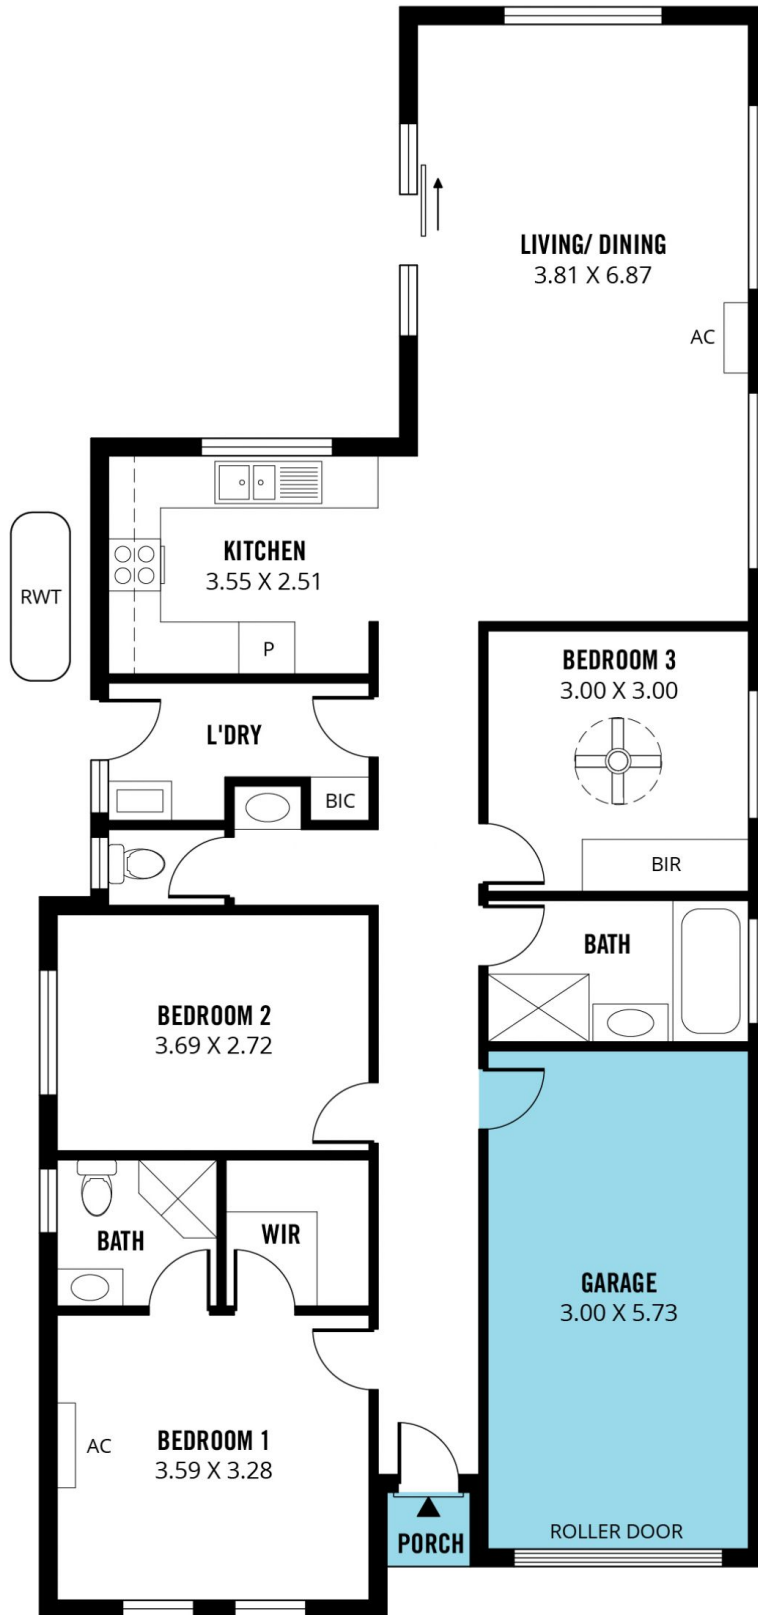 LIVING/ DINING
3.81 X 6.87
AC
KITCHEN
3.55 X 2.51
RWT
P
BEDROOM 3
3.00 X 3.00
L'DRY
BIC
BIR
BATH
BEDROOM 2
3.69 X 2.72
BATH
WIR
GARAGE
3.00 X 5.73
AC
BEDROOM 1
3.59 X 3.28
PORCH
ROLLER DOOR